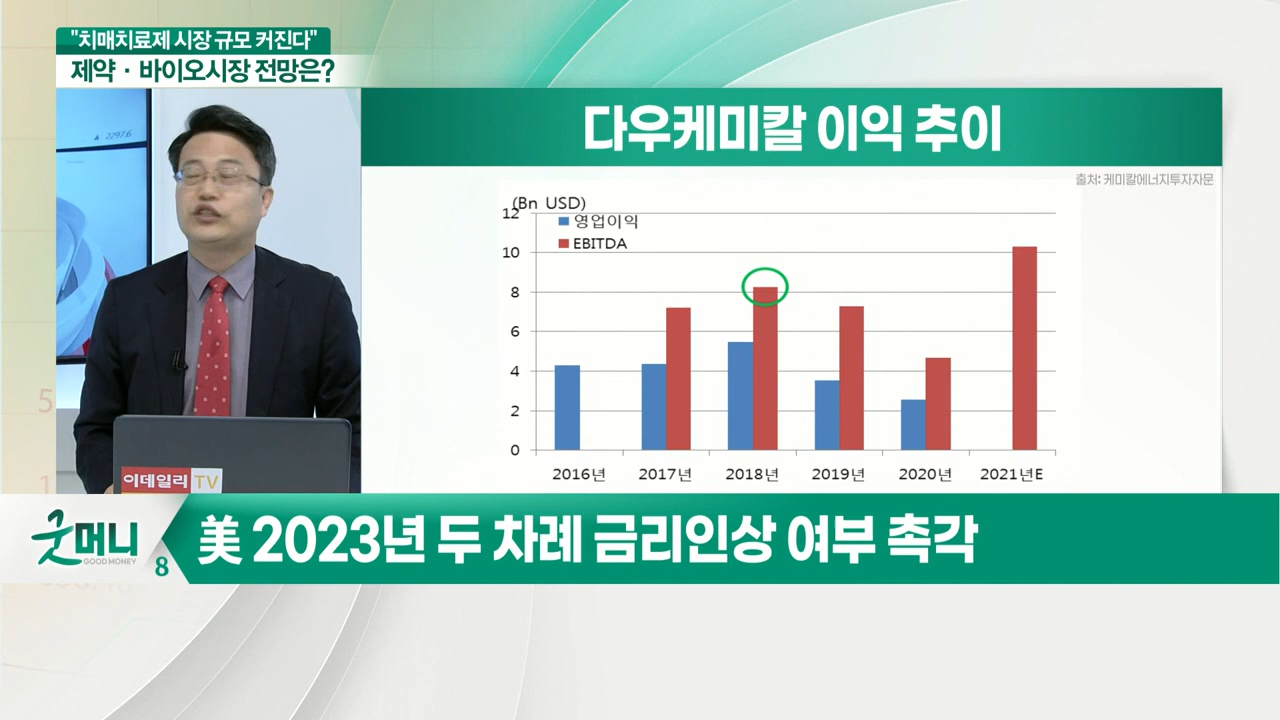 "치매치료제 시장 규모 커진다"
제약 · 바이오시장 전망은?
▲ 2297.6
다우케미칼 이익 추이
출처: 케미칼에너지투자자문
(Bn USD)
영업이익
EBITDA
12
10
8
6
4
2
0
2016년 2017년 2018년 2019년 2020년 2021년E
이데일리 TV
5
1
굿머니
GOOD MONEY
8
美 2023년 두 차례 금리인상 여부 촉각